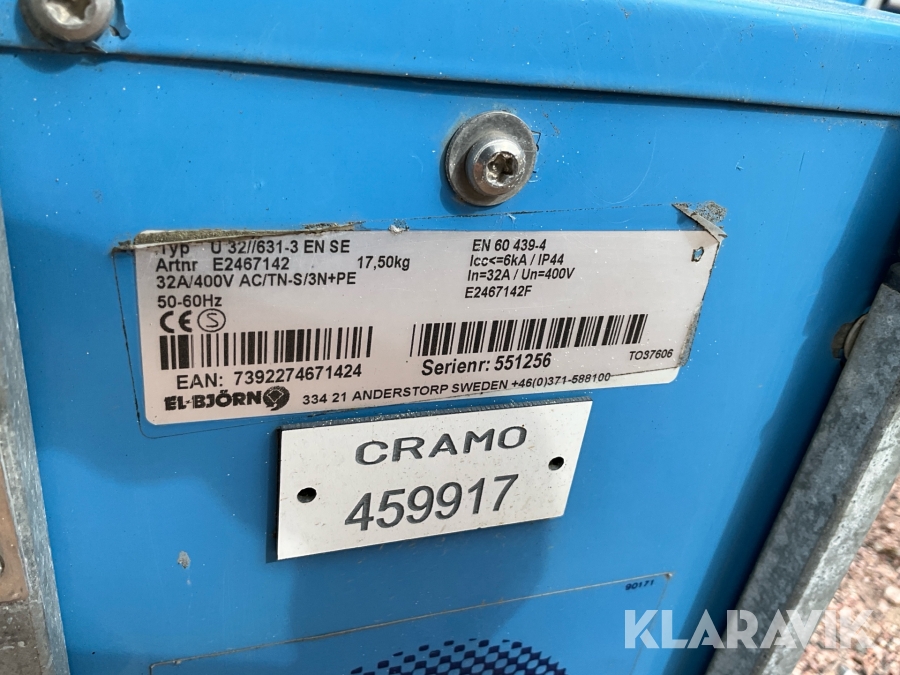 Typ U 32//631-3 EN SE
Artnr E2467142 17,50kg
32A/400V AC/TN-S/3N+PE
50-60Hz
CE S
EN 60 439-4
Icc<=6kA / IP44
In=32A / Un=400V
E2467142F
EAN: 7392274671424
Serienr: 551256
TO37606
EL-BJÖRN 334 21 ANDERSTORP SWEDEN +46(0)371-588100
CRAMO
459917
90171
KLARAVIK